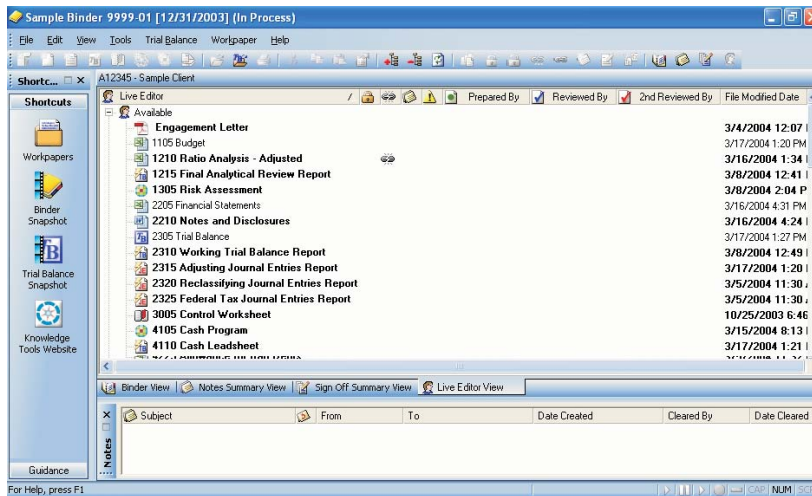 Sample Binder 9999-01 [12/31/2003] (In Process)
File Edit View Tools Trial Balance Workpaper Help
Shortc...
A12345 - Sample Client
Shortcuts
Live Editor / Prepared By Reviewed By 2nd Reviewed By File Modified Date
Available
Engagement Letter 3/4/2004 12:07
1105 Budget 3/17/2004 1:20 PM
1210 Ratio Analysis - Adjusted 3/16/2004 1:34
1215 Final Analytical Review Report 3/8/2004 12:41
1305 Risk Assessment 3/8/2004 2:04 P
2205 Financial Statements 3/16/2004 4:31 PM
2210 Notes and Disclosures 3/16/2004 4:24
2305 Trial Balance 3/17/2004 1:27 PM
2310 Working Trial Balance Report 3/8/2004 12:49
2315 Adjusting Journal Entries Report 3/17/2004 1:20
2320 Reclassifying Journal Entries Report 3/5/2004 11:30
2325 Federal Tax Journal Entries Report 3/5/2004 11:30
3005 Control Worksheet 10/25/2003 6:46
4105 Cash Program 3/15/2004 8:13
4110 Cash Leadsheet 3/17/2004 1:21
Workpapers
Binder
Snapshot
Trial Balance
Snapshot
Knowledge
Tools Website
Guidance
Binder View Notes Summary View Sign Off Summary View Live Editor View
Notes
Subject From To Date Created Cleared By Date Cleared
For Help, press F1 CAP NUM